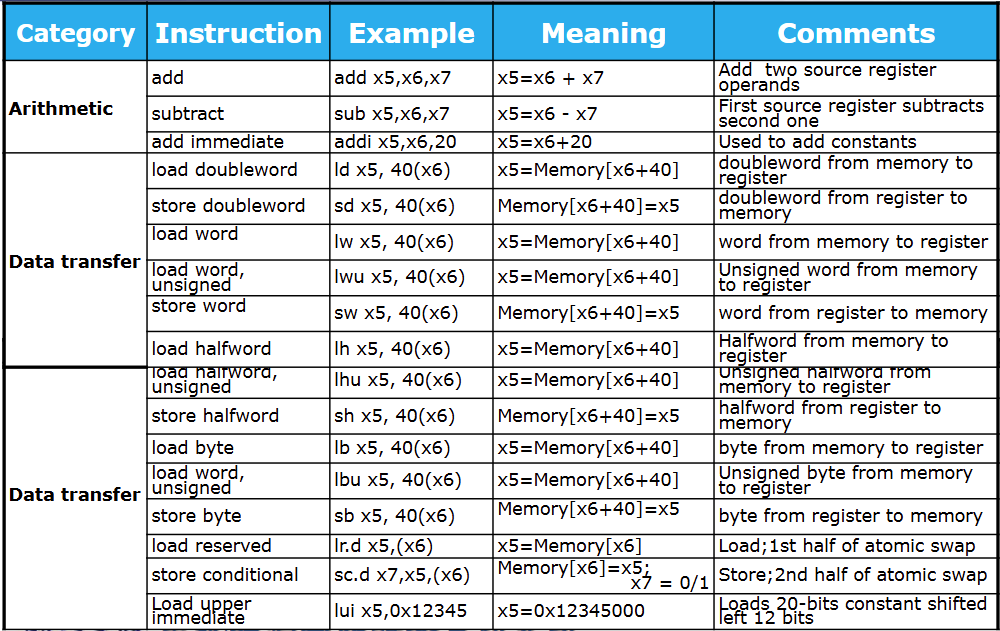 Category Instruction Example Meaning Comments
Arithmetic
add add x5,x6,x7 x5=x6 + x7 Add two source register
operands
subtract sub x5,x6,x7 x5=x6 - x7 First source register subtracts
second one
add immediate addi x5,x6,20 x5=x6+20 Used to add constants
Data transfer
load doubleword ld x5, 40(x6) x5=Memory[x6+40] doubleword from memory to
register
store doubleword sd x5, 40(x6) Memory[x6+40]=x5 doubleword from register to
memory
load word lw x5, 40(x6) x5=Memory[x6+40] word from memory to register
load word,
unsigned lwu x5, 40(x6) x5=Memory[x6+40] Unsigned word from memory
to register
store word sw x5, 40(x6) Memory[x6+40]=x5 word from register to memory
load halfword lh x5, 40(x6) x5=Memory[x6+40] Halfword from memory to
register
Data transfer
load halfword,
unsigned lhu x5, 40(x6) x5=Memory[x6+40] Unsigned halfword from
memory to register
store halfword sh x5, 40(x6) Memory[x6+40]=x5 halfword from register to
memory
load byte lb x5, 40(x6) x5=Memory[x6+40] byte from memory to register
load word,
unsigned lbu x5, 40(x6) x5=Memory[x6+40] Unsigned byte from memory
to register
store byte sb x5, 40(x6) Memory[x6+40]=x5 byte from register to memory
load reserved lr.d x5,(x6) x5=Memory[x6] Load;1st half of atomic swap
store conditional sc.d x7,x5,(x6) Memory[x6]=x5;
x7 = 0/1 Store;2nd half of atomic swap
Load upper
immediate lui x5,0x12345 x5=0x12345000 Loads 20-bits constant shifted
left 12 bits